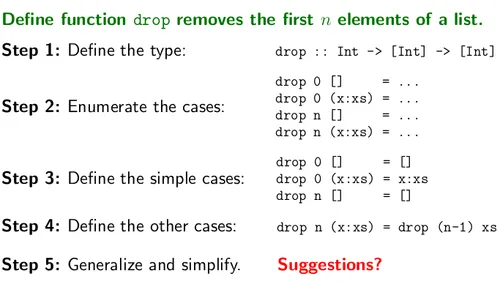 Define function drop removes the first n elements of a list.
Step 1: Define the type: drop :: Int -> [Int] -> [Int]
drop 0 [] = ...
drop 0 (x:xs) = ...
Step 2: Enumerate the cases:
drop n [] = ...
drop n (x:xs) = ...
drop 0 [] = []
Step 3: Define the simple cases: drop 0 (x:xs) = x:xs
drop n [] = []
Step 4: Define the other cases: drop n (x:xs) = drop (n-1) xs
Step 5: Generalize and simplify. Suggestions?